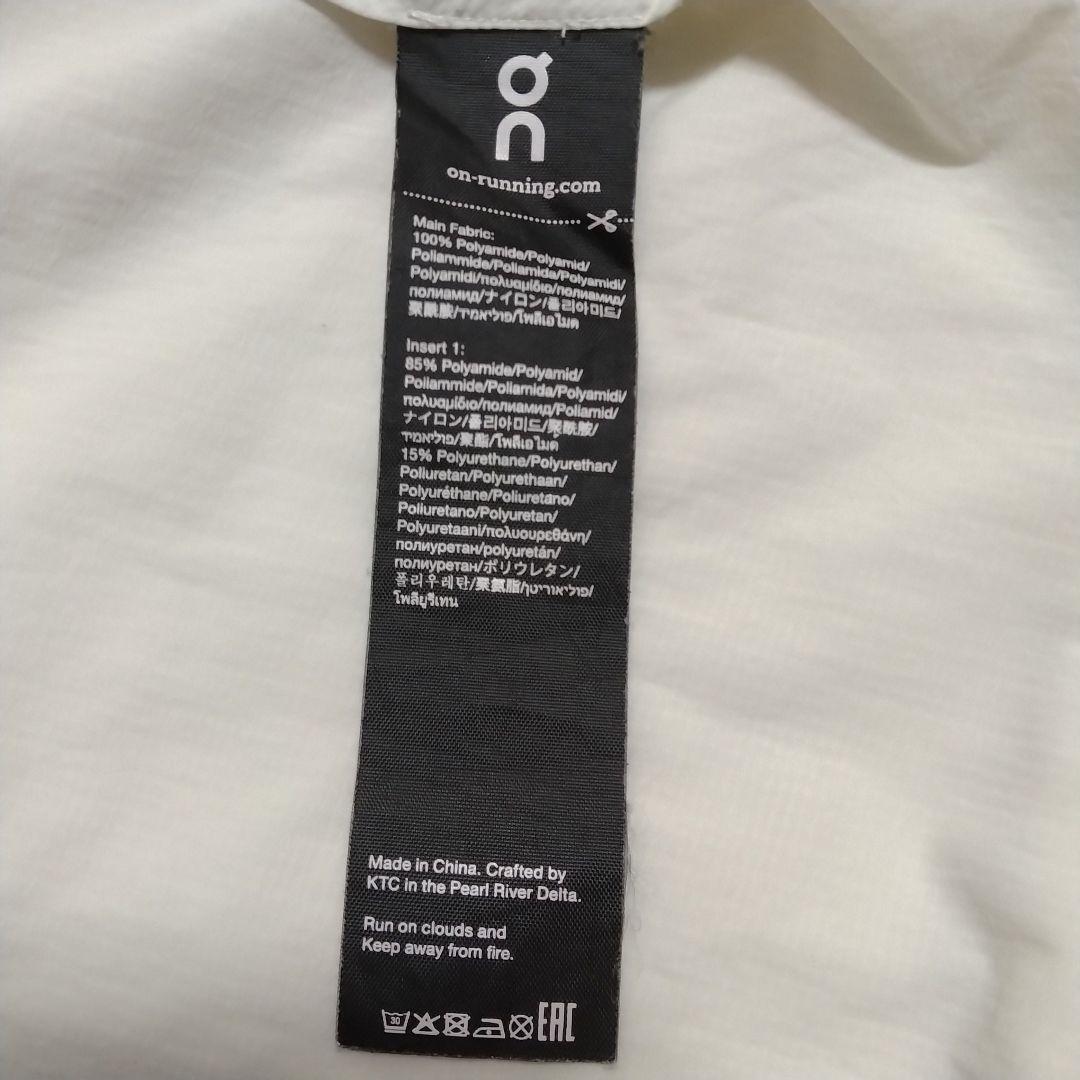 on
on-running.com
Main Fabric:
100% Polyamide/Polyamid/
Poliammide/Poliamida/Polyamidi/
Polyamidi/πολυαμίδιο/полиамид/
полиамид/ナイロン/폴리아미드/
聚酰胺/פוליאמיד/โพลีเอไมด
Insert 1:
85% Polyamide/Polyamid/
Poliammide/Poliamida/Polyamidi/
πολυαμίδιο/полиамид/Poliamid/
ナイロン/폴리아미드/聚酰胺/
פוליאמיד/聚酯/โพลีเอไมด์
15% Polyurethane/Polyurethan/
Poliuretan/Polyurethaan/
Polyuréthane/Poliuretano/
Poliuretano/Polyuretan/
Polyuretaani/πολυουρεθάνη/
полиуретан/polyuretán/
полиуретан/ポリウレタン/
폴리우레탄/聚氨脂/פוליאוריטן/
โพลียูรีเทน
Made in China. Crafted by
KTC in the Pearl River Delta.
Run on clouds and
Keep away from fire.
30 EAC